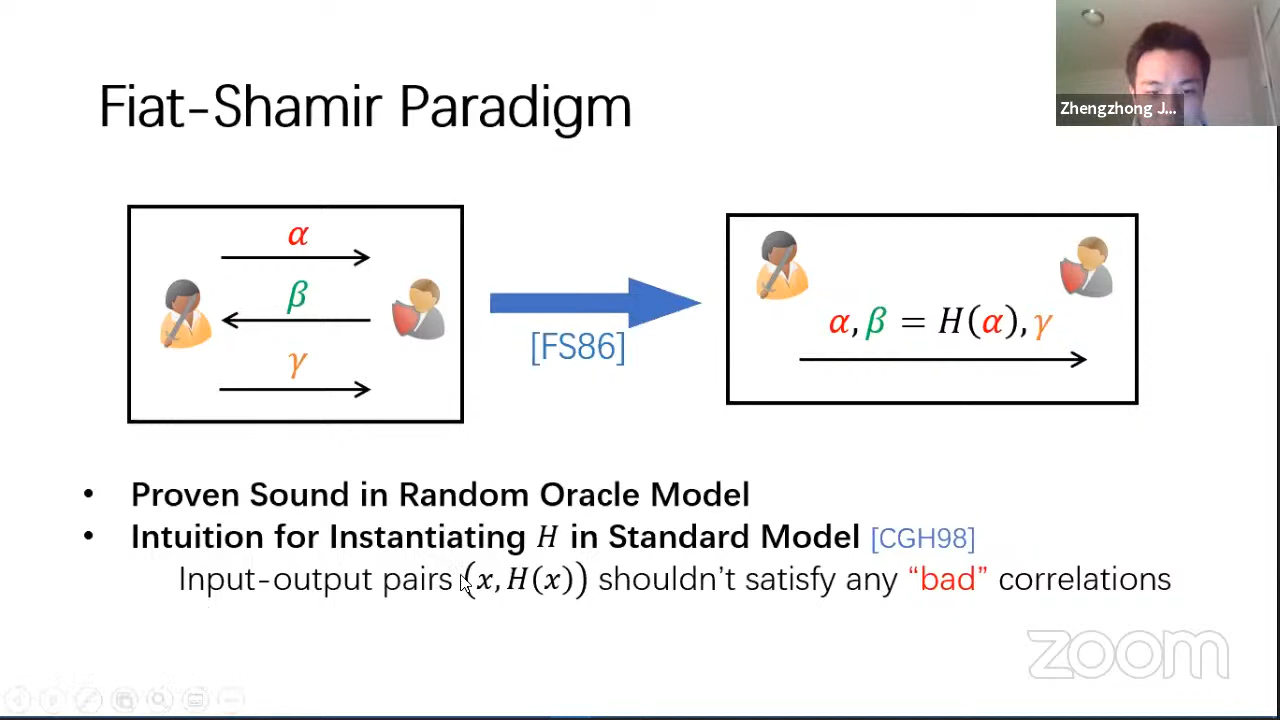 Zhengzhong J...
Fiat-Shamir Paradigm
α
β
γ
[FS86]
α, β = H(α), γ
• Proven Sound in Random Oracle Model
• Intuition for Instantiating H in Standard Model [CGH98]
Input-output pairs (x, H(x)) shouldn't satisfy any “bad” correlations
zoom